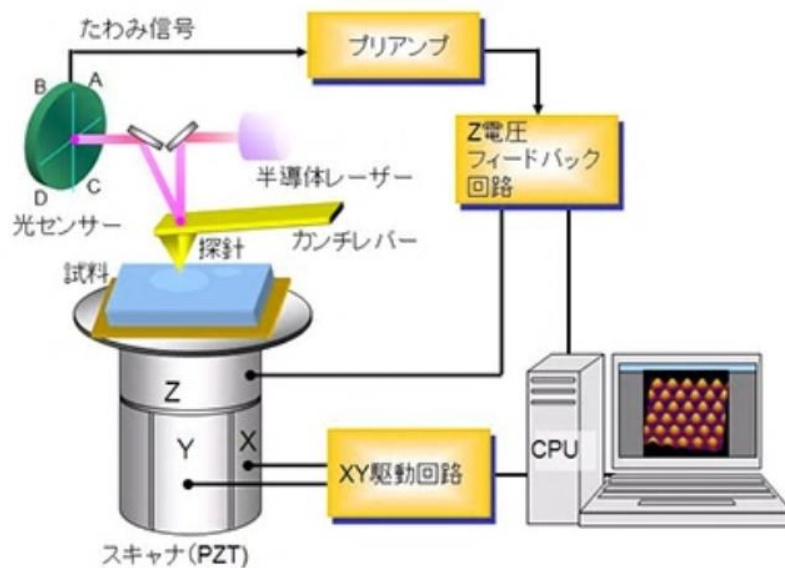 たわみ信号
プリアンプ
B
A
D
C
光センサー
半導体レーザー
Z電圧
フィードバック
回路
カンチレバー
探針
試料
Z
Y
X
XY駆動回路
CPU
スキャナ(PZT)